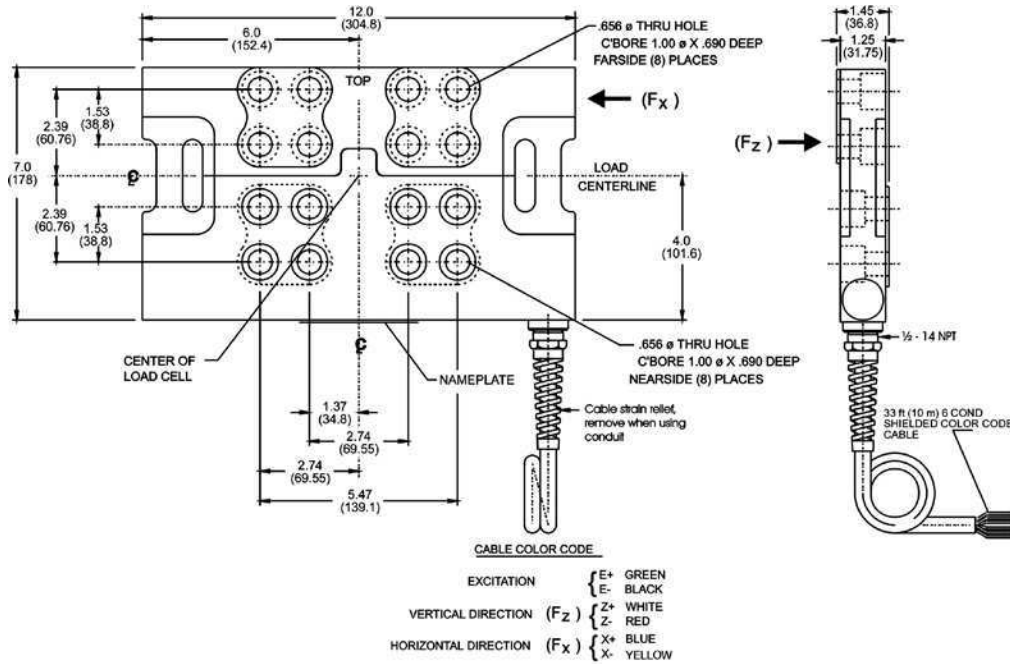 12.0
(304.8)
6.0
(152.4)
.656 ø THRU HOLE
C'BORE 1.00 ø X .690 DEEP
FARSIDE (8) PLACES
1.45
(36.8)
1.25
(31.75)
TOP
(Fx)
(Fz)
2.39
(60.76)
1.53
(38.8)
7.0
(178)
CL
LOAD
CENTERLINE
2.39
(60.76)
1.53
(38.8)
4.0
(101.6)
CENTER OF
LOAD CELL
CL
NAMEPLATE
.656 ø THRU HOLE
C'BORE 1.00 ø X .690 DEEP
NEARSIDE (8) PLACES
½ - 14 NPT
1.37
(34.8)
Cable strain relief,
remove when using
conduit
33 ft (10 m) 6 COND
SHIELDED COLOR CODE
CABLE
2.74
(69.55)
2.74
(69.55)
5.47
(139.1)
CABLE COLOR CODE
EXCITATION { E+ GREEN
E- BLACK
VERTICAL DIRECTION (Fz) { Z+ WHITE
Z- RED
HORIZONTAL DIRECTION (Fx) { X+ BLUE
X- YELLOW